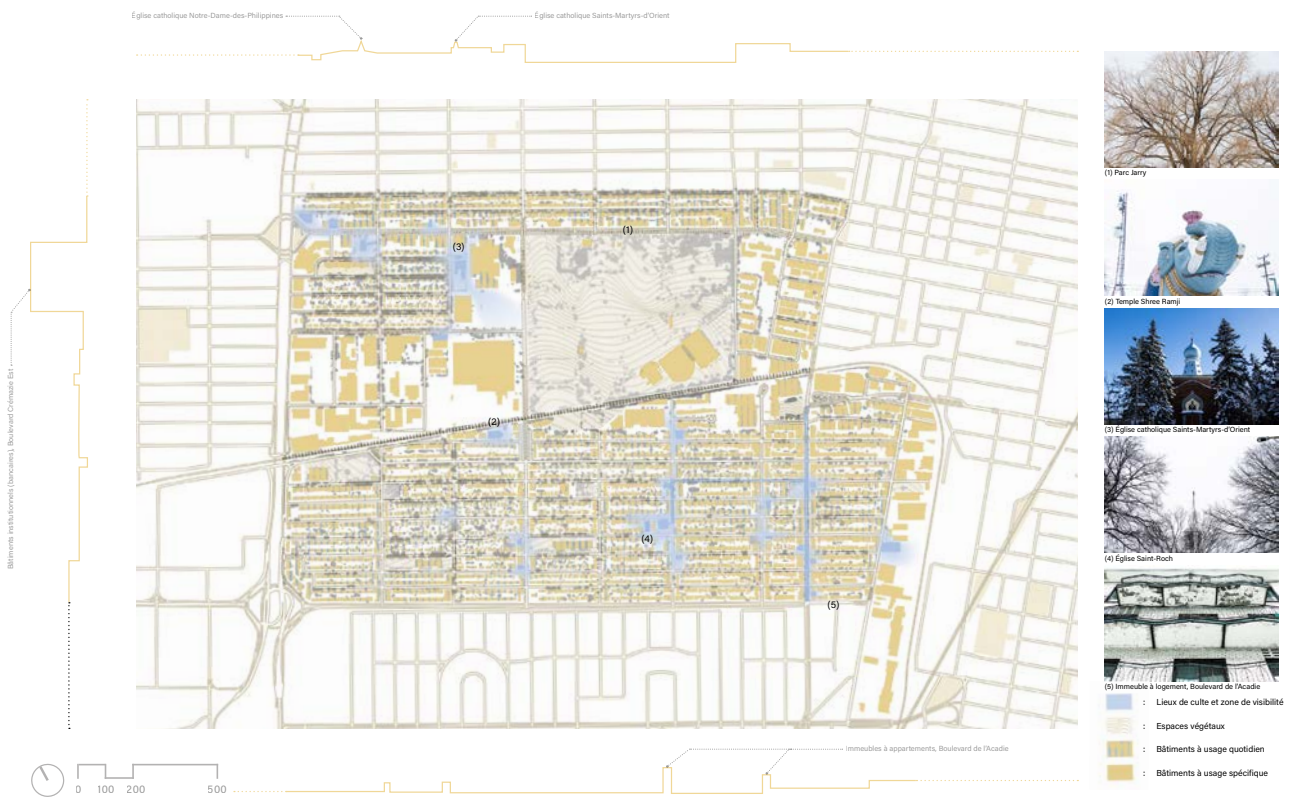 Église catholique Notre-Dame-des-Philippines
Église catholique Saints-Martyrs-d'Orient
Bâtiments institutionnels (bancaires), Boulevard Crémazie Est
(1)
(3)
(2)
(4)
(5)
(1) Parc Jarry
(2) Temple Shree Ramji
(3) Église catholique Saints-Martyrs-d'Orient
(4) Église Saint-Roch
(5) Immeuble à logement, Boulevard de l'Acadie
: Lieux de culte et zone de visibilité
: Espaces végétaux
: Bâtiments à usage quotidien
: Bâtiments à usage spécifique
Immeubles à appartements, Boulevard de l'Acadie
0 100 200 500